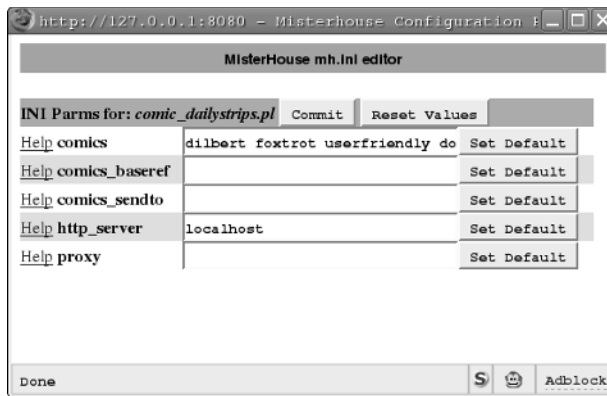 http://127.0.0.1:8080 - Misterhouse Configuration
MisterHouse mh.ini editor
INI Parms for: comic_dailystrips.pl Commit Reset Values
Help comics dilbert foxtrot userfriendly do Set Default
Help comics_baseref Set Default
Help comics_sendto Set Default
Help http_server localhost Set Default
Help proxy Set Default
Done S Adblock